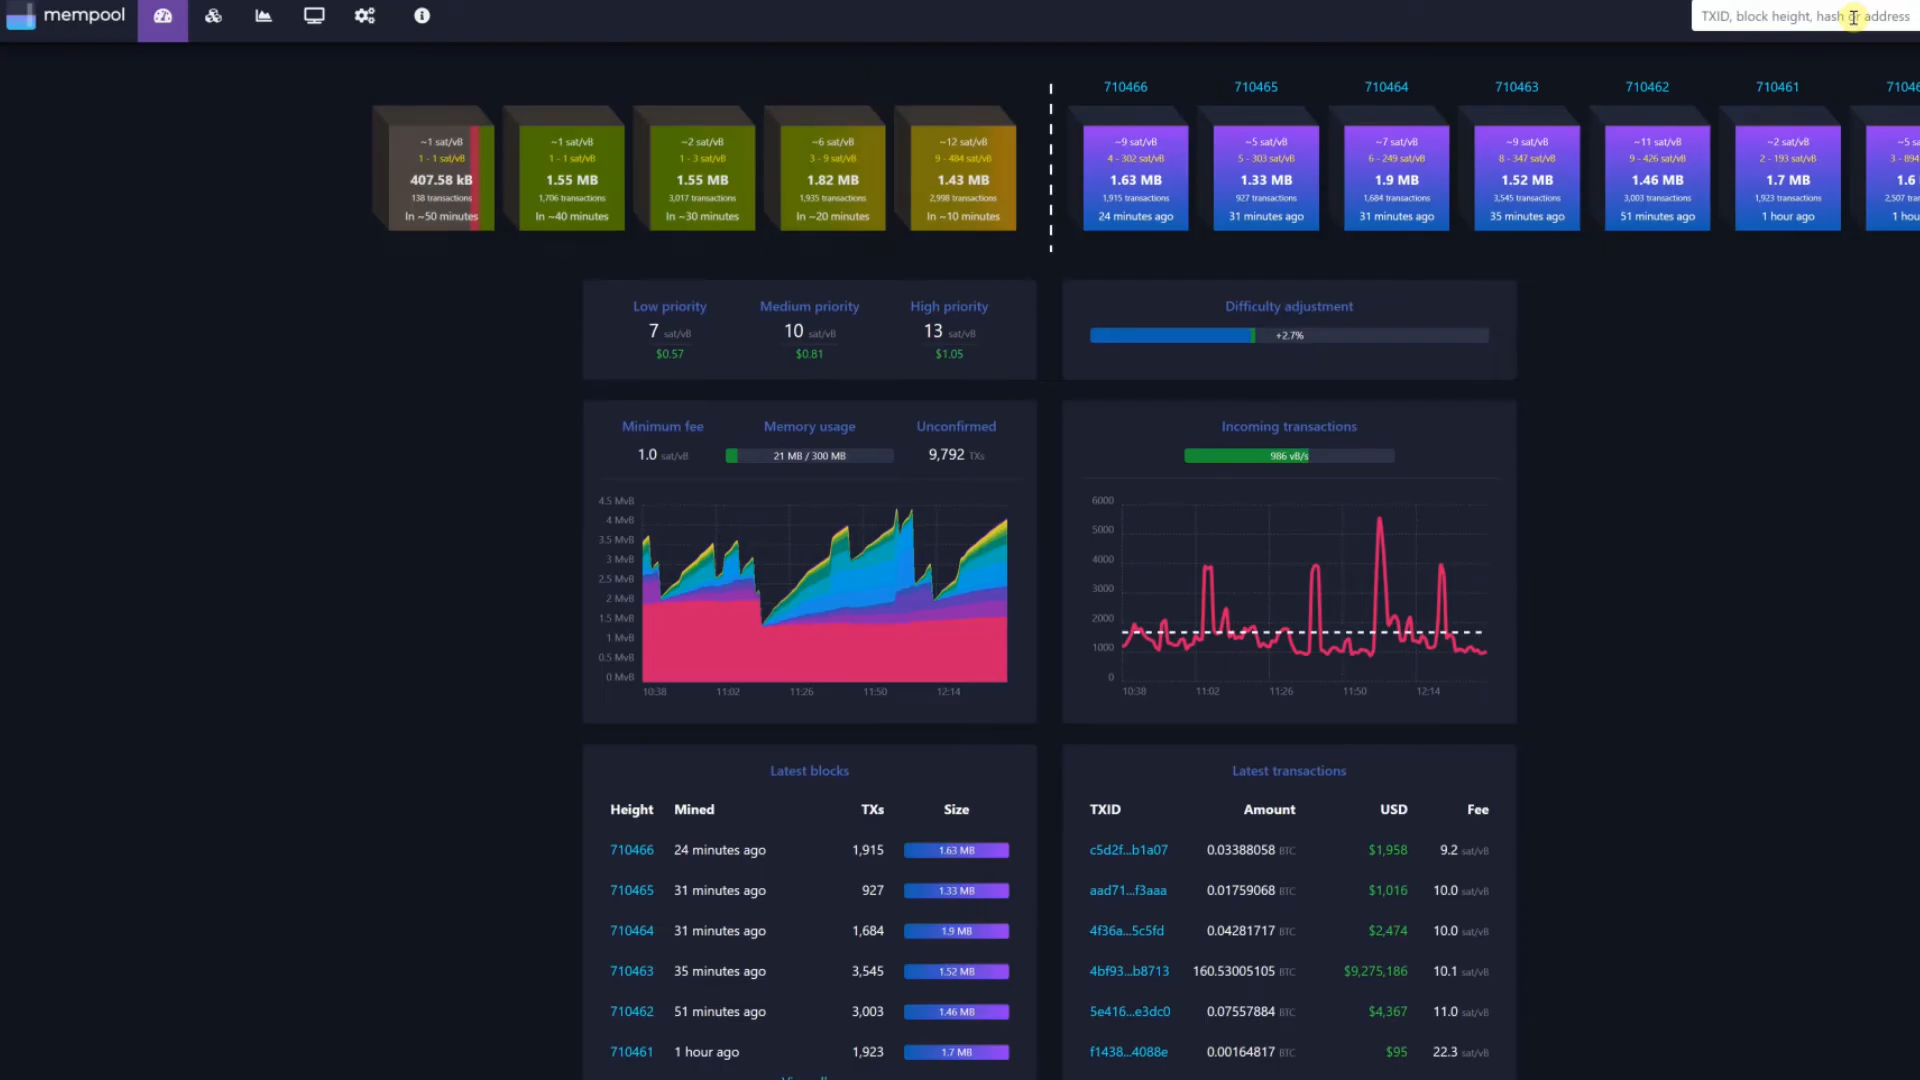 mempool
TXID, block height, hash or address
710466 710465 710464 710463 710462 710461 71046
~1 sat/vB
1 - 1 sat/vB
407.58 kB
138 transactions
In ~50 minutes
~1 sat/vB
1 - 1 sat/vB
1.55 MB
1,706 transactions
In ~40 minutes
~2 sat/vB
1 - 3 sat/vB
1.55 MB
3,017 transactions
In ~30 minutes
~6 sat/vB
3 - 9 sat/vB
1.82 MB
1,935 transactions
In ~20 minutes
~12 sat/vB
9 - 484 sat/vB
1.43 MB
2,998 transactions
In ~10 minutes
~9 sat/vB
4 - 302 sat/vB
1.63 MB
1,915 transactions
24 minutes ago
~5 sat/vB
5 - 303 sat/vB
1.33 MB
927 transactions
31 minutes ago
~7 sat/vB
6 - 249 sat/vB
1.9 MB
1,684 transactions
31 minutes ago
~9 sat/vB
8 - 347 sat/vB
1.52 MB
3,545 transactions
35 minutes ago
~11 sat/vB
9 - 426 sat/vB
1.46 MB
3,003 transactions
51 minutes ago
~2 sat/vB
2 - 193 sat/vB
1.7 MB
1,923 transactions
1 hour ago
~5 s
3 - 894
1.6
2,507 tra
1 hou
Low priority Medium priority High priority
7 sat/vB 10 sat/vB 13 sat/vB
$0.57 $0.81 $1.05
Difficulty adjustment
+2.7%
Minimum fee Memory usage Unconfirmed
1.0 sat/vB 21 MB / 300 MB 9,792 TXs
4.5 MvB
4 MvB
3.5 MvB
3 MvB
2.5 MvB
2 MvB
1.5 MvB
1 MvB
0.5 MvB
0 MvB
10:38 11:02 11:26 11:50 12:14
Incoming transactions
986 vB/s
6000
5000
4000
3000
2000
1000
0
10:38 11:02 11:26 11:50 12:14
Latest blocks
Height Mined TXs Size
710466 24 minutes ago 1,915 1.63 MB
710465 31 minutes ago 927 1.33 MB
710464 31 minutes ago 1,684 1.9 MB
710463 35 minutes ago 3,545 1.52 MB
710462 51 minutes ago 3,003 1.46 MB
710461 1 hour ago 1,923 1.7 MB
Latest transactions
TXID Amount USD Fee
c5d2f...b1a07 0.03388058 BTC $1,958 9.2 sat/vB
aad71...f3aaa 0.01759068 BTC $1,016 10.0 sat/vB
4f36a...5c5fd 0.04281717 BTC $2,474 10.0 sat/vB
4bf93...b8713 160.53005105 BTC $9,275,186 10.1 sat/vB
5e416...e3dc0 0.07557884 BTC $4,367 11.0 sat/vB
f1438...4088e 0.00164817 BTC $95 22.3 sat/vB